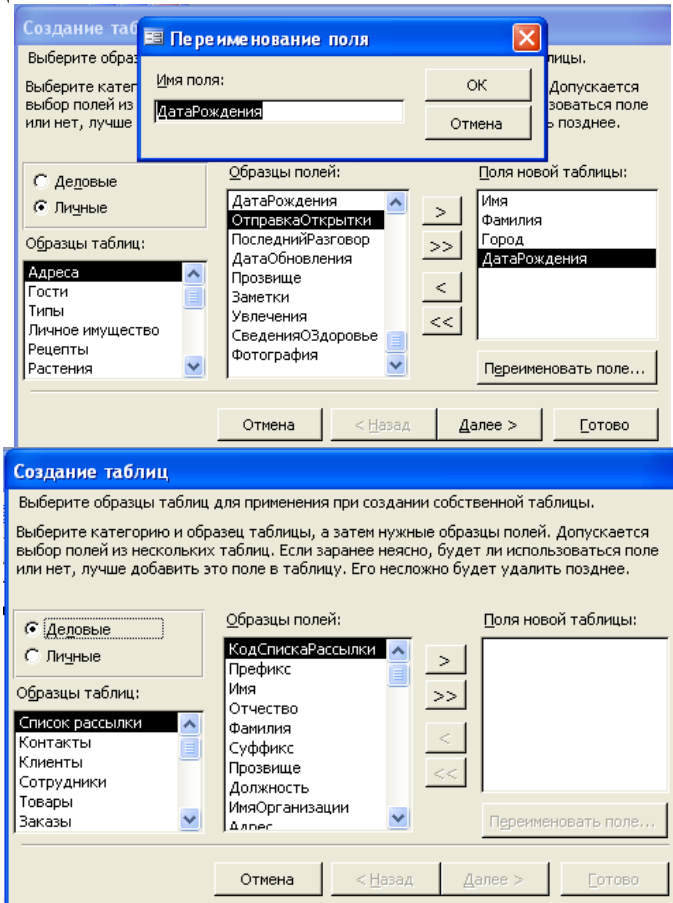 Создание таб
Переименование поля
Выберите образ
лицы.
Выберите катег
Допускается
выбор полей из
зоваться поле
или нет, лучше
ь позднее.
Имя поля:
ДатаРождения
ОК
Отмена
Деловые
Личные
Образцы таблиц:
Адреса
Гости
Типы
Личное имущество
Рецепты
Растения
Образцы полей:
ДатаРождения
ОтправкаОткрытки
ПоследнийРазговор
ДатаОбновления
Прозвище
Заметки
Увлечения
СведенияОЗдоровье
Фотография
>
>>
<
<<
Поля новой таблицы:
Имя
Фамилия
Город
ДатаРождения
Переименовать поле...
Отмена
< Назад
Далее >
Готово
Создание таблиц
Выберите образцы таблиц для применения при создании собственной таблицы.
Выберите категорию и образец таблицы, а затем нужные образцы полей. Допускается
выбор полей из нескольких таблиц. Если заранее неясно, будет ли использоваться поле
или нет, лучше добавить это поле в таблицу. Его несложно будет удалить позднее.
Деловые
Личные
Образцы таблиц:
Список рассылки
Контакты
Клиенты
Сотрудники
Товары
Заказы
Образцы полей:
КодСпискаРассылки
Префикс
Имя
Отчество
Фамилия
Суффикс
Прозвище
Должность
ИмяОрганизации
Адрес
>
>>
<
<<
Поля новой таблицы:
Переименовать поле...
Отмена
< Назад
Далее >
Готово